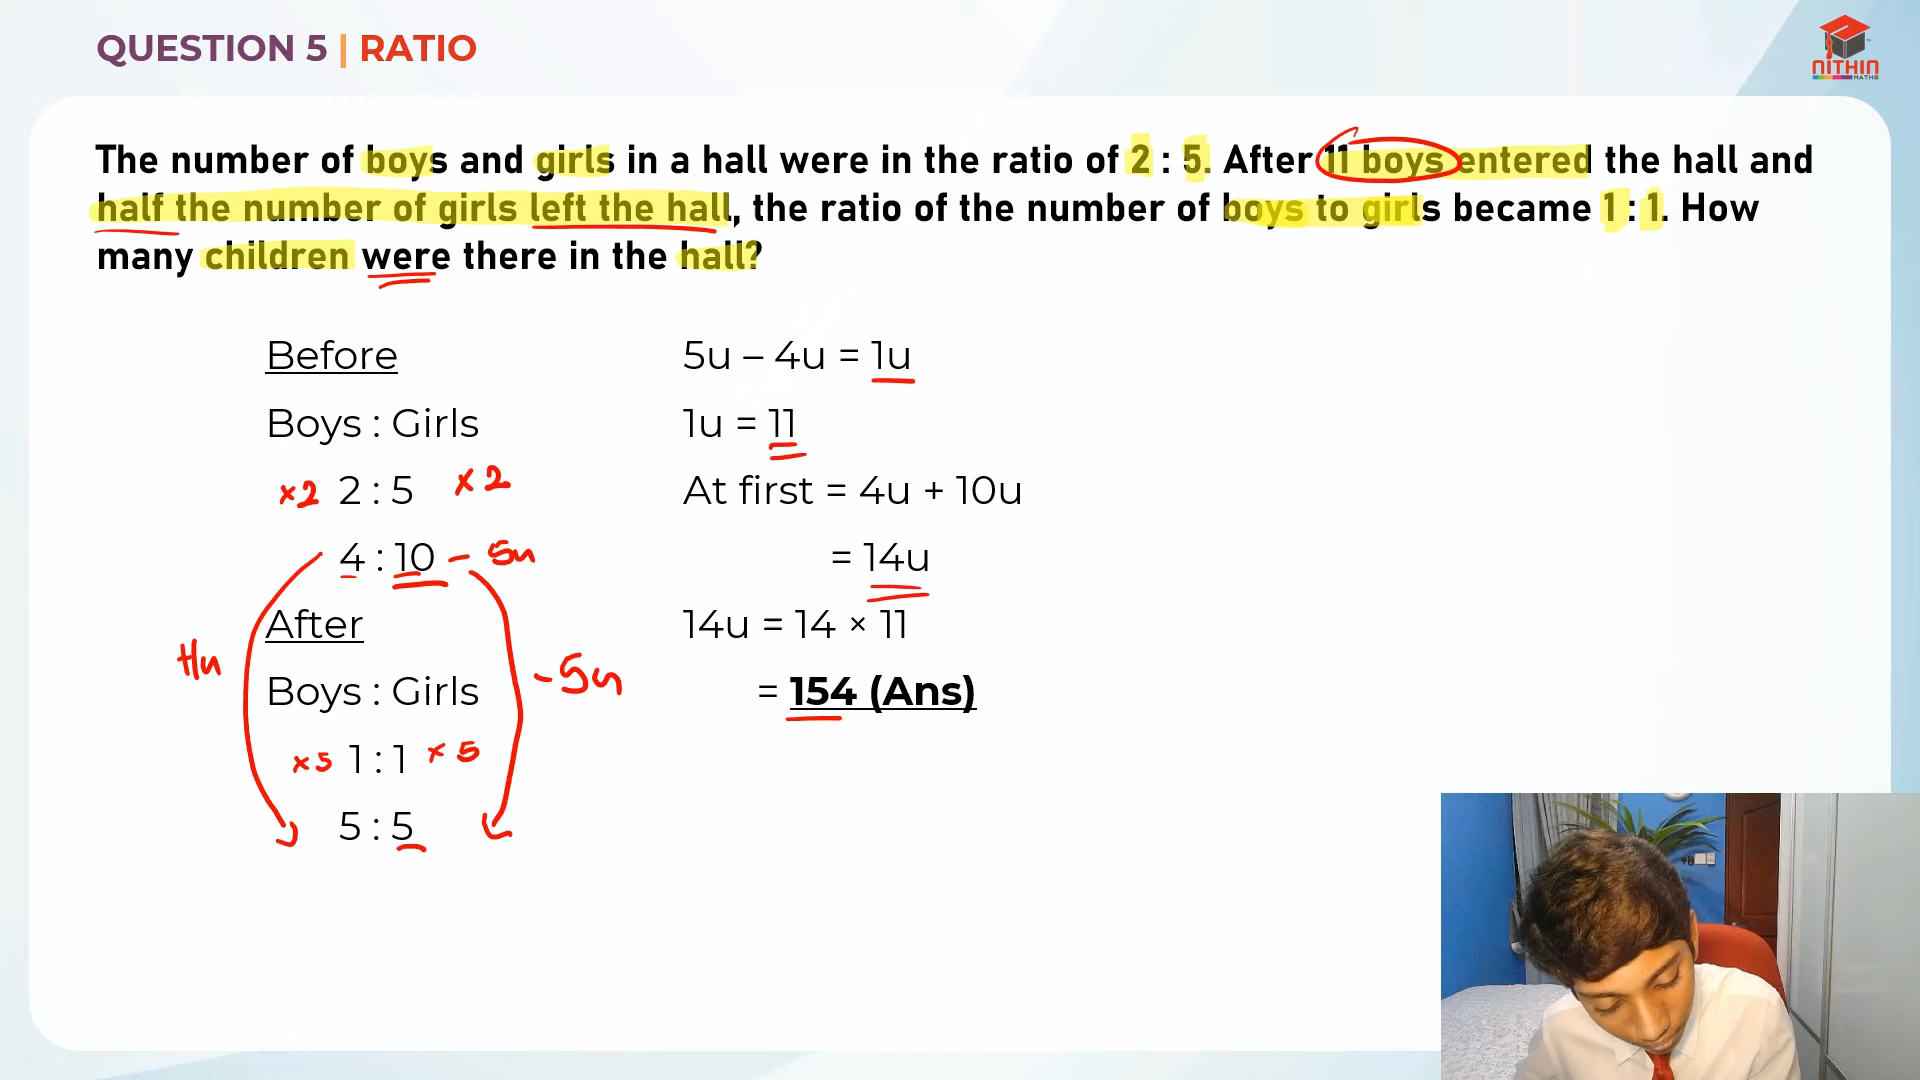 QUESTION 5 | RATIO
NITHIN
MATHS
The number of boys and girls in a hall were in the ratio of 2 : 5. After 11 boys entered the hall and
half the number of girls left the hall, the ratio of the number of boys to girls became 1 : 1. How
many children were there in the hall?
Before
Boys : Girls
×2 2 : 5 ×2
4 : 10 - 5u
After
+1u
Boys : Girls
-5u
×5 1 : 1 ×5
5 : 5
5u – 4u = 1u
1u = 11
At first = 4u + 10u
= 14u
14u = 14 × 11
= 154 (Ans)